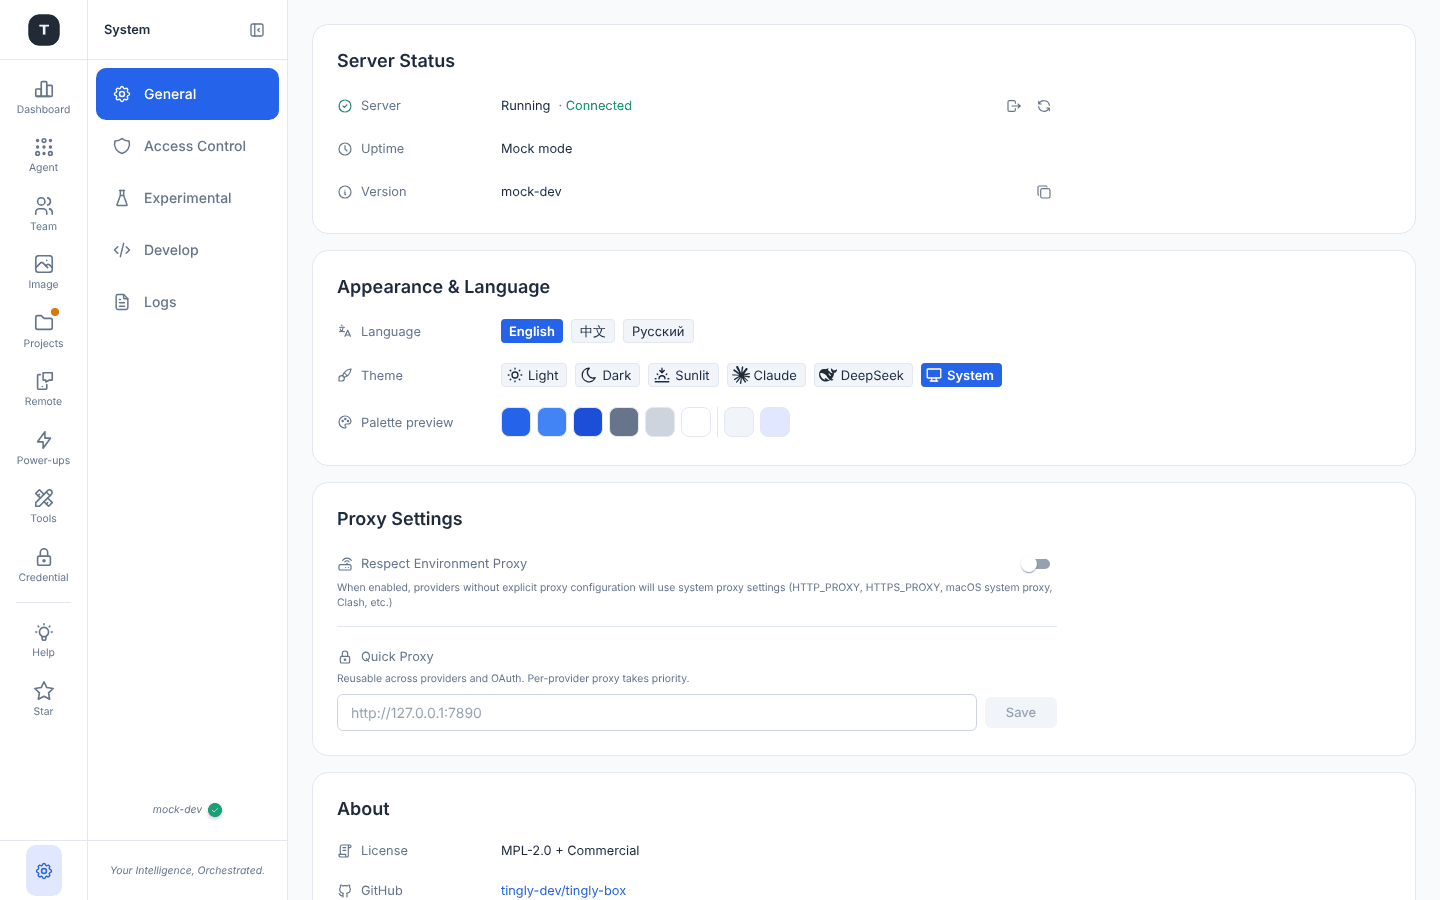 T
System
Dashboard
Agent
Team
Image
Projects
Remote
Power-ups
Tools
Credential
Help
Star
General
Access Control
Experimental
Develop
Logs
mock-dev
Your Intelligence, Orchestrated.
Server Status
Server Running · Connected
Uptime Mock mode
Version mock-dev
Appearance & Language
Language English 中文 Русский
Theme Light Dark Sunlit Claude DeepSeek System
Palette preview
Proxy Settings
Respect Environment Proxy
When enabled, providers without explicit proxy configuration will use system proxy settings (HTTP_PROXY, HTTPS_PROXY, macOS system proxy,
Clash, etc.)
Quick Proxy
Reusable across providers and OAuth. Per-provider proxy takes priority.
http://127.0.0.1:7890 Save
About
License MPL-2.0 + Commercial
GitHub tingly-dev/tingly-box